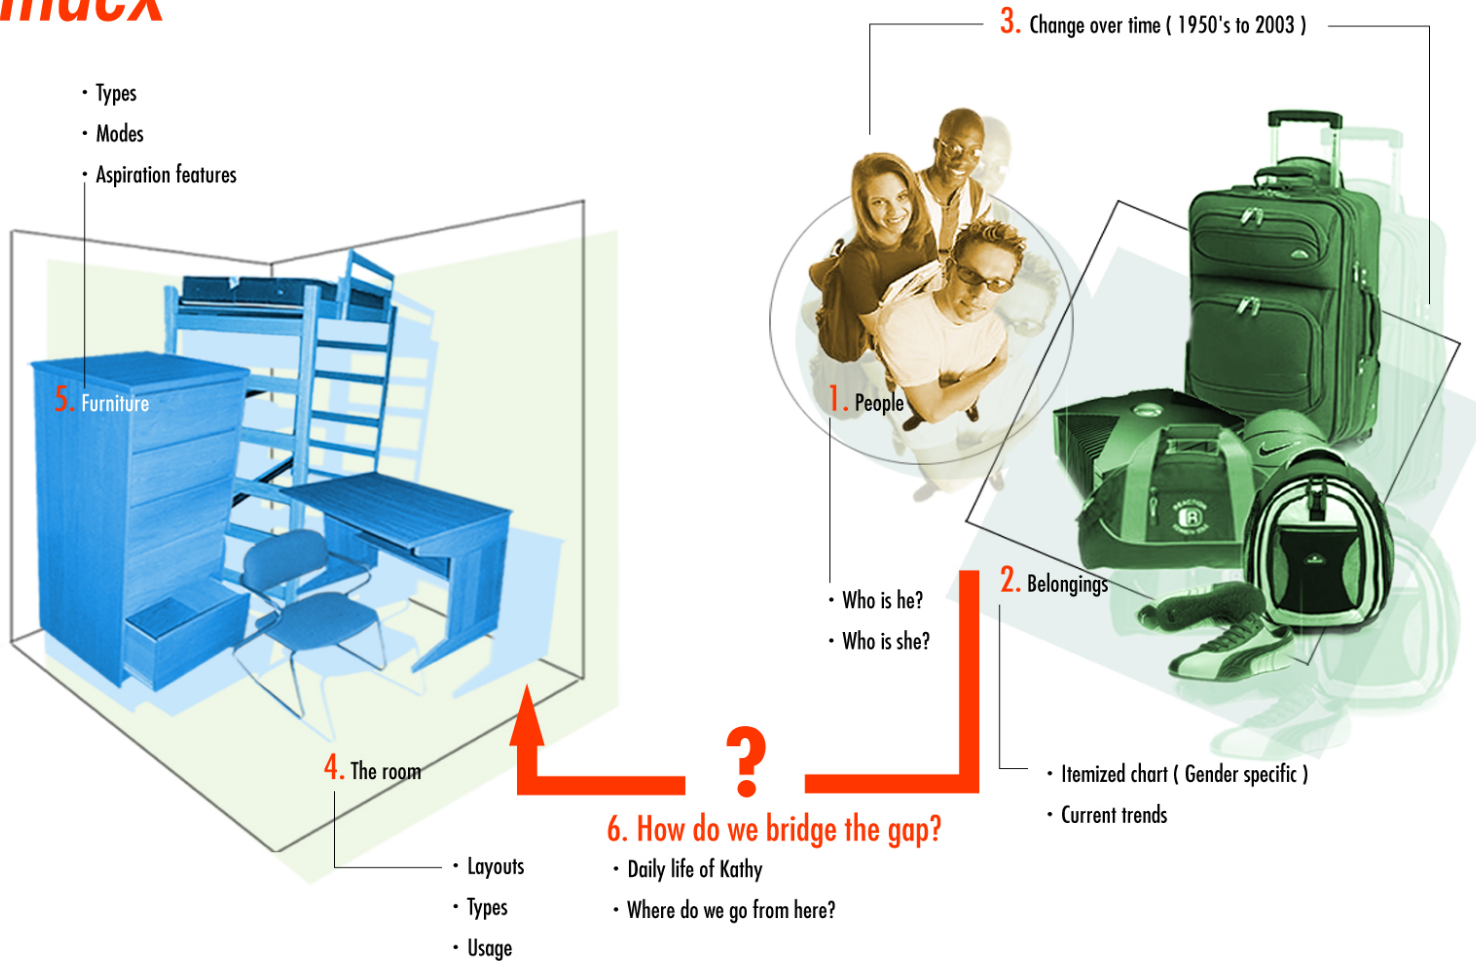 index
3. Change over time ( 1950's to 2003 )
• Types
• Modes
• Aspiration features
5. Furniture
1. People
2. Belongings
• Who is he?
• Who is she?
4. The room
?
• Itemized chart ( Gender specific )
• Current trends
6. How do we bridge the gap?
• Layouts
• Types
• Usage
• Daily life of Kathy
• Where do we go from here?